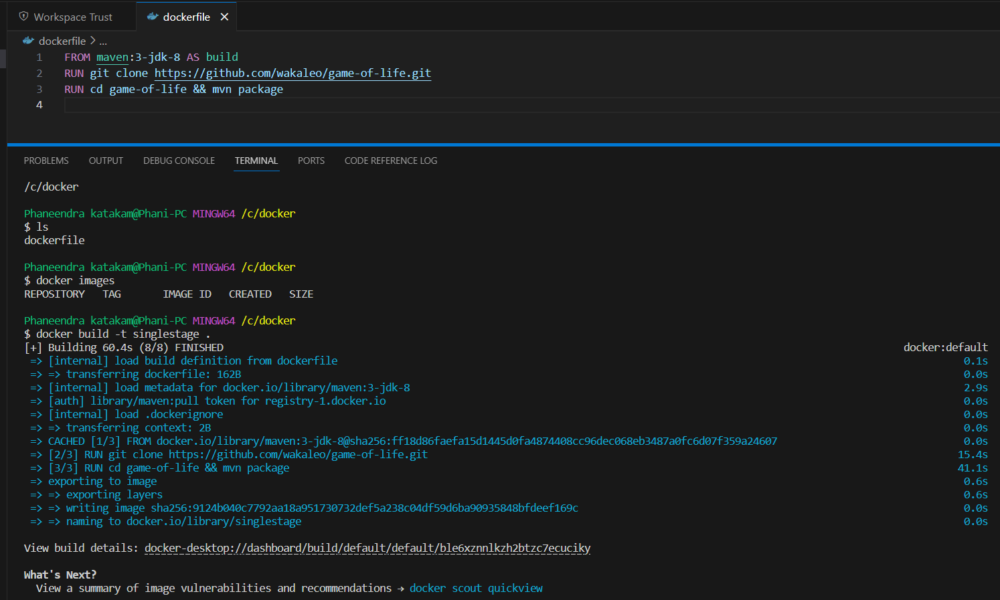 Workspace Trust dockerfile
dockerfile > ...
1 FROM maven:3-jdk-8 AS build
2 RUN git clone https://github.com/wakaleo/game-of-life.git
3 RUN cd game-of-life && mvn package
4
PROBLEMS OUTPUT DEBUG CONSOLE TERMINAL PORTS CODE REFERENCE LOG
/c/docker
Phaneendra katakam@Phani-PC MINGW64 /c/docker
$ ls
dockerfile
Phaneendra katakam@Phani-PC MINGW64 /c/docker
$ docker images
REPOSITORY TAG IMAGE ID CREATED SIZE
Phaneendra katakam@Phani-PC MINGW64 /c/docker
$ docker build -t singlestage .
[+] Building 60.4s (8/8) FINISHED docker:default
=> [internal] load build definition from dockerfile 0.1s
=> => transferring dockerfile: 162B 0.0s
=> [internal] load metadata for docker.io/library/maven:3-jdk-8 2.9s
=> [auth] library/maven:pull token for registry-1.docker.io 0.0s
=> [internal] load .dockerignore 0.0s
=> => transferring context: 2B 0.0s
=> CACHED [1/3] FROM docker.io/library/maven:3-jdk-8@sha256:ff18d86faefa15d1445d0fa4874408cc96dec068eb3487a0fc6d07f359a24607 0.0s
=> [2/3] RUN git clone https://github.com/wakaleo/game-of-life.git 15.4s
=> [3/3] RUN cd game-of-life && mvn package 41.1s
=> exporting to image 0.6s
=> => exporting layers 0.6s
=> => writing image sha256:9124b040c7792aa18a951730732def5a238c04df59d6ba90935848bfdeef169c 0.0s
=> => naming to docker.io/library/singlestage 0.0s
View build details: docker-desktop://dashboard/build/default/default/ble6xznnlkzh2btzc7ecuciky
What's Next?
View a summary of image vulnerabilities and recommendations → docker scout quickview